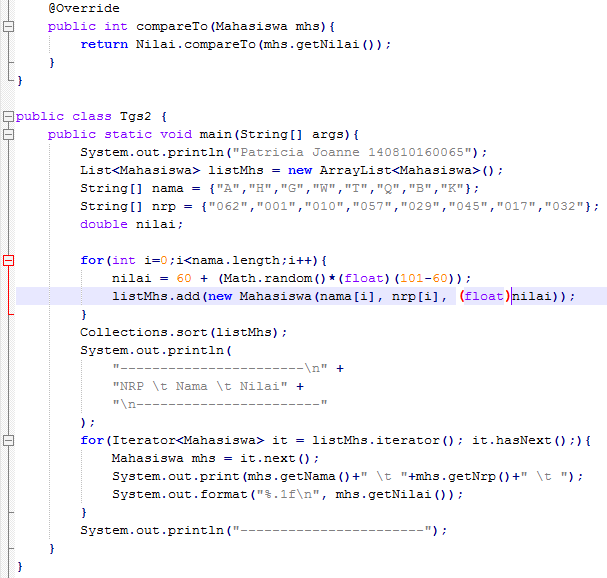 @Override
public int compareTo(Mahasiswa mhs){
return Nilai.compareTo(mhs.getNilai());
}
}
public class Tgs2 {
public static void main(String[] args){
System.out.println("Patricia Joanne 140810160065");
List<Mahasiswa> listMhs = new ArrayList<Mahasiswa>();
String[] nama = {"A","H","G","W","T","Q","B","K"};
String[] nrp = {"062","001","010","057","029","045","017","032"};
double nilai;
for(int i=0;i<nama.length;i++){
nilai = 60 + (Math.random()*(float)(101-60));
listMhs.add(new Mahasiswa(nama[i], nrp[i], (float)nilai));
}
Collections.sort(listMhs);
System.out.println(
"-----------------------\n" +
"NRP \t Nama \t Nilai" +
"\n-----------------------"
);
for(Iterator<Mahasiswa> it = listMhs.iterator(); it.hasNext();){
Mahasiswa mhs = it.next();
System.out.print(mhs.getNama()+" \t "+mhs.getNrp()+" \t ");
System.out.format("%.1f\n", mhs.getNilai());
}
System.out.println("-----------------------");
}
}